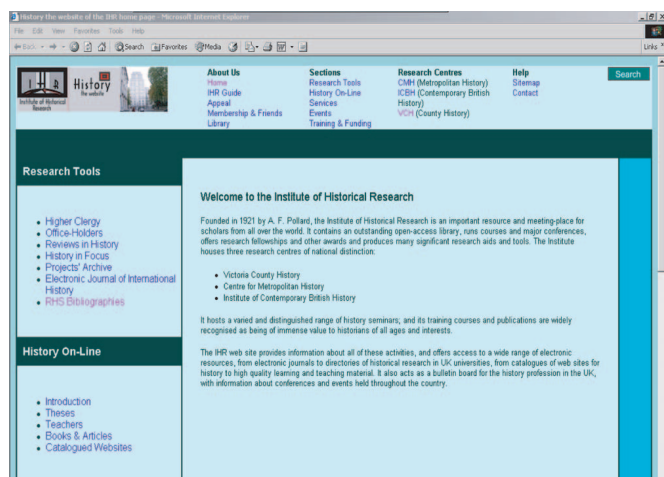 History the website of the IHR home page - Microsoft Internet Explorer
File Edit View Favorites Tools Help
Back Search Favorites Media
Links
I H R
Institute of Historical
Research
History
the website
About Us
Home
IHR Guide
Appeal
Membership & Friends
Library
Sections
Research Tools
History On-Line
Services
Events
Training & Funding
Research Centres
CMH (Metropolitan History)
ICBH (Contemporary British
History)
VCH (County History)
Help
Sitemap
Contact
Search
Research Tools
Higher Clergy
Office-Holders
Reviews in History
History in Focus
Projects' Archive
Electronic Journal of International
History
RHS Bibliographies
History On-Line
Introduction
Theses
Teachers
Books & Articles
Catalogued Websites
Welcome to the Institute of Historical Research
Founded in 1921 by A. F. Pollard, the Institute of Historical Research is an important resource and meeting-place for
scholars from all over the world. It contains an outstanding open-access library, runs courses and major conferences,
offers research fellowships and other awards and produces many significant research aids and tools. The Institute
houses three research centres of national distinction:
Victoria County History
Centre for Metropolitan History
Institute of Contemporary British History
It hosts a varied and distinguished range of history seminars; and its training courses and publications are widely
recognised as being of immense value to historians of all ages and interests.
The IHR web site provides information about all of these activities, and offers access to a wide range of electronic
resources, from electronic journals to directories of historical research in UK universities, from catalogues of web sites for
history to high quality learning and teaching material. It also acts as a bulletin board for the history profession in the UK,
with information about conferences and events held throughout the country.